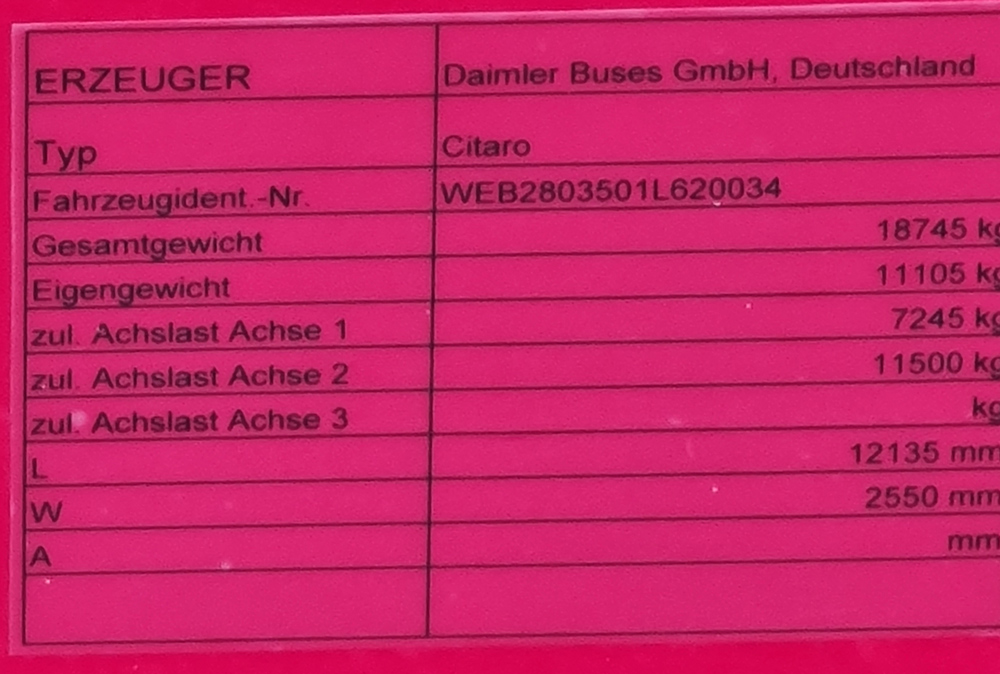 ERZEUGER Daimler Buses GmbH, Deutschland
Typ Citaro
Fahrzeugident.-Nr. WEB2803501L620034
Gesamtgewicht 18745 kg
Eigengewicht 11105 kg
zul. Achslast Achse 1 7245 kg
zul. Achslast Achse 2 11500 kg
zul. Achslast Achse 3 kg
L 12135 mm
W 2550 mm
A mm